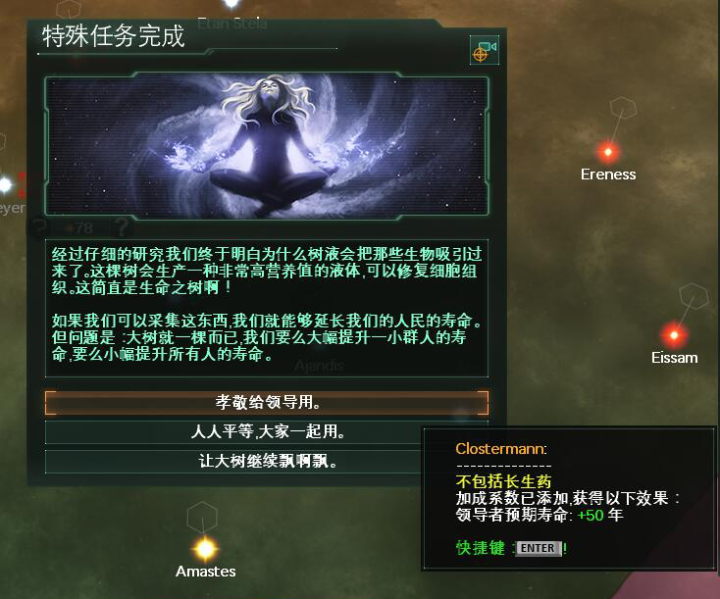 Etan Stela
特殊任务完成
Ereness
eyer
78
经过仔细的研究我们终于明白为什么树液会把那些生物吸引过
来了。这棵树会生产一种非常高营养值的液体,可以修复细胞组
织。这简直是生命之树啊！
如果我们可以采集这东西,我们就能够延长我们的人民的寿命。
但问题是:大树就一棵而已,我们要么大幅提升一小群人的寿
命,要么小幅提升所有人的寿命。
Eissam
Ajandis
孝敬给领导用。
人人平等,大家一起用。
让大树继续飘啊飘。
Clostermann:
--------------
不包括长生药
加成系数已添加,获得以下效果：
领导者预期寿命: +50 年
快捷键:ENTER!
Amastes